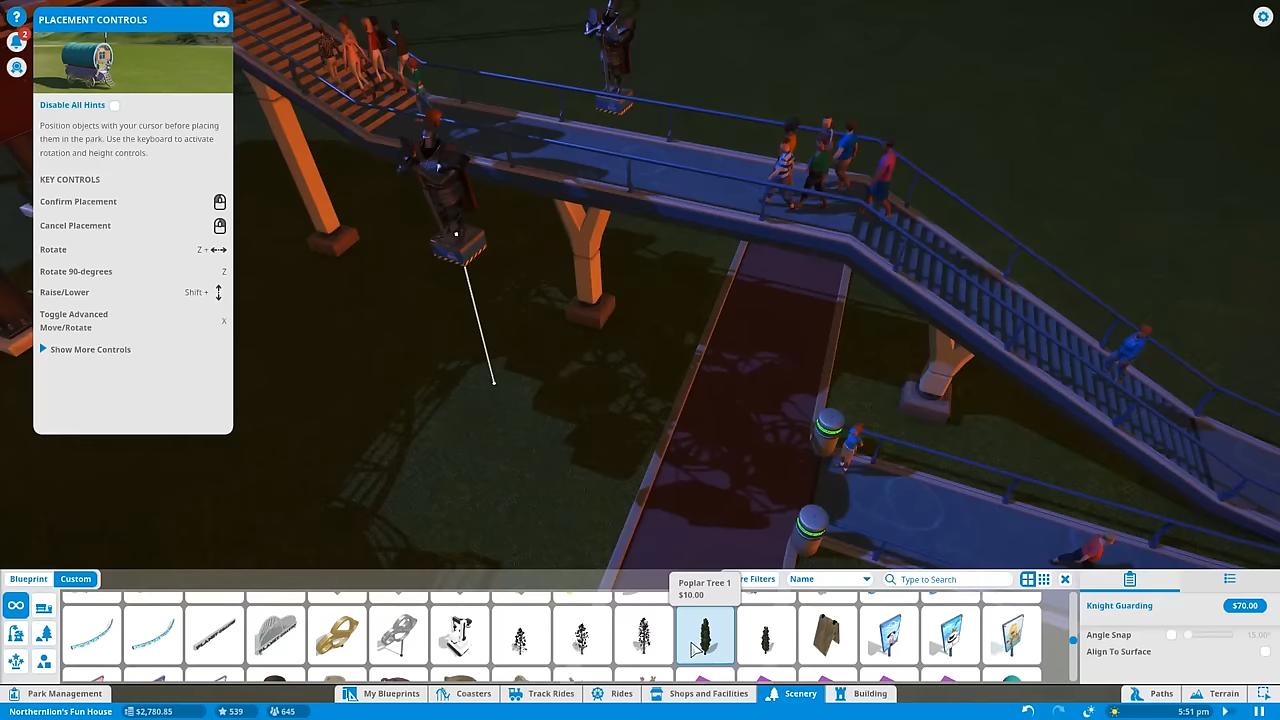 PLACEMENT CONTROLS
?
2
Disable All Hints
Position objects with your cursor before placing
them in the park. Use the keyboard to activate
rotation and height controls.
KEY CONTROLS
Confirm Placement
Cancel Placement
Rotate Z +
Rotate 90-degrees Z
Raise/Lower Shift +
Toggle Advanced
Move/Rotate X
Show More Controls
Blueprint Custom
Poplar Tree 1
$10.00
re Filters Name Type to Search
Knight Guarding $70.00
Angle Snap 15.00°
Align To Surface
Park Management My Blueprints Coasters Track Rides Rides Shops and Facilities Scenery Building Paths Terrain
Northernlion's Fun House $2,780.85 539 645 5:51 pm